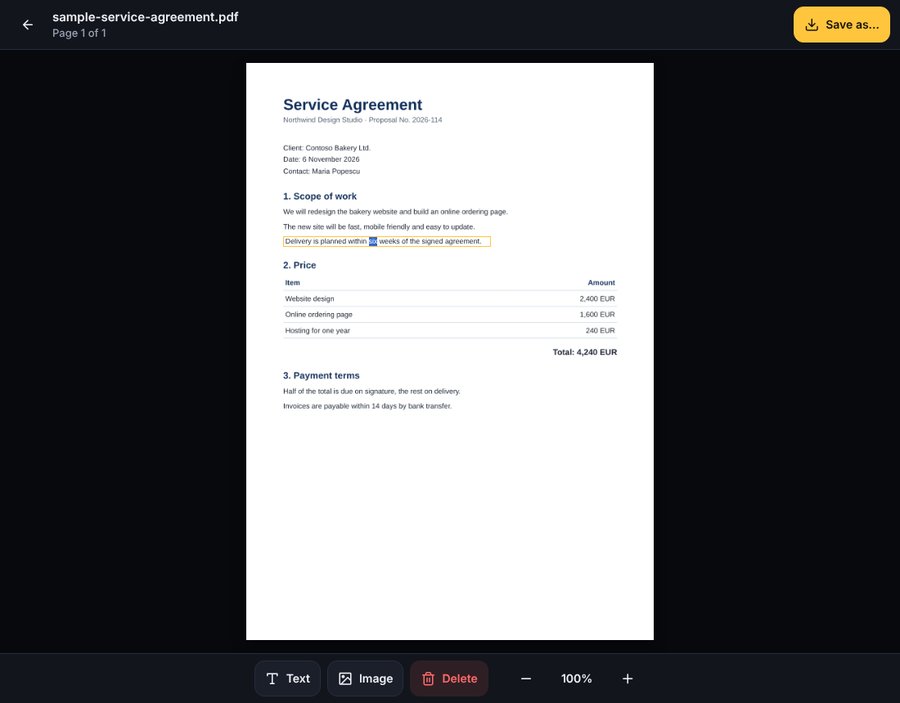 sample-service-agreement.pdf
Page 1 of 1
Save as...
Service Agreement
Northwind Design Studio · Proposal No. 2026-114
Client: Contoso Bakery Ltd.
Date: 6 November 2026
Contact: Maria Popescu
1. Scope of work
We will redesign the bakery website and build an online ordering page.
The new site will be fast, mobile friendly and easy to update.
Delivery is planned within six weeks of the signed agreement.
2. Price
Item Amount
Website design 2,400 EUR
Online ordering page 1,600 EUR
Hosting for one year 240 EUR
Total: 4,240 EUR
3. Payment terms
Half of the total is due on signature, the rest on delivery.
Invoices are payable within 14 days by bank transfer.
Text Image Delete 100%